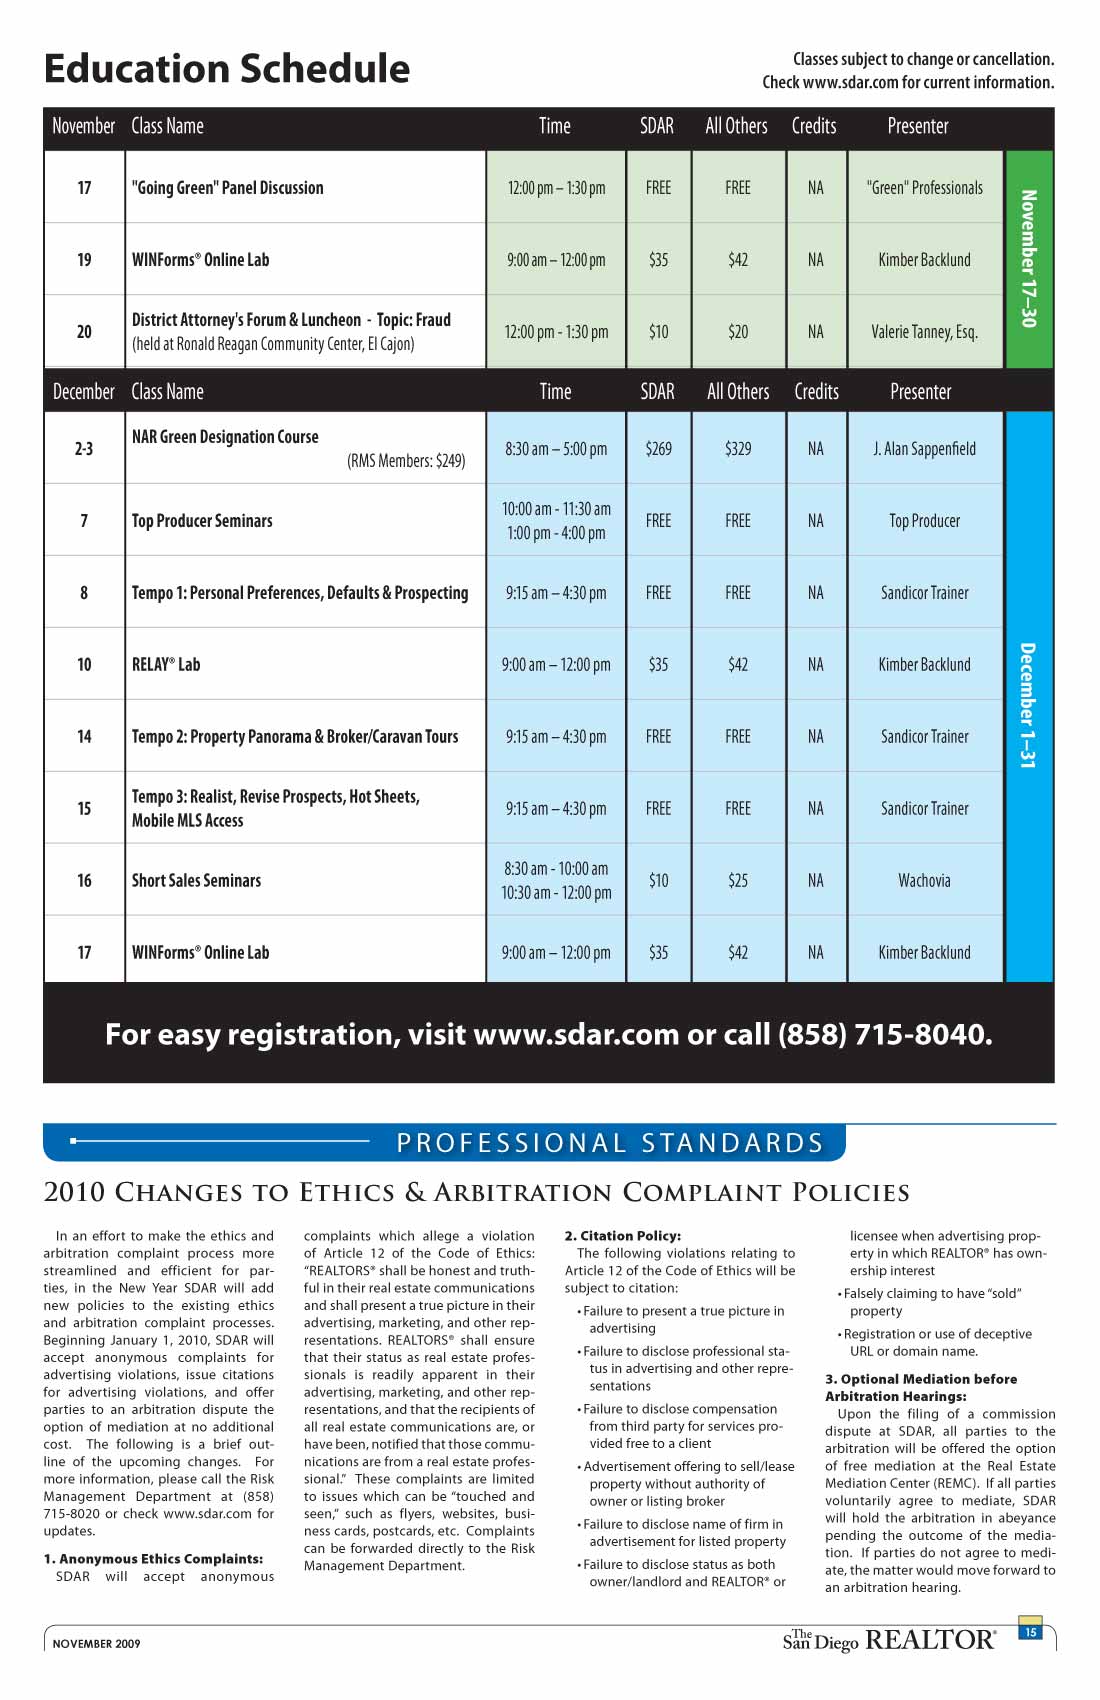 Education Schedule
Classes subject to change or cancellation.
Check www.sdar.com for current information.
November Class Name Time SDAR All Others Credits Presenter
17 "Going Green" Panel Discussion 12:00 pm – 1:30 pm FREE FREE NA "Green" Professionals
19 WINForms® Online Lab 9:00 am – 12:00 pm $35 $42 NA Kimber Backlund
20 District Attorney's Forum & Luncheon - Topic: Fraud 12:00 pm - 1:30 pm $10 $20 NA Valerie Tanney, Esq.
(held at Ronald Reagan Community Center, El Cajon)
November 17–30
December Class Name Time SDAR All Others Credits Presenter
2-3 NAR Green Designation Course 8:30 am – 5:00 pm $269 $329 NA J. Alan Sappenfield
(RMS Members: $249)
7 Top Producer Seminars 10:00 am - 11:30 am FREE FREE NA Top Producer
1:00 pm - 4:00 pm
8 Tempo 1: Personal Preferences, Defaults & Prospecting 9:15 am – 4:30 pm FREE FREE NA Sandicor Trainer
10 RELAY® Lab 9:00 am – 12:00 pm $35 $42 NA Kimber Backlund
14 Tempo 2: Property Panorama & Broker/Caravan Tours 9:15 am – 4:30 pm FREE FREE NA Sandicor Trainer
15 Tempo 3: Realist, Revise Prospects, Hot Sheets, 9:15 am – 4:30 pm FREE FREE NA Sandicor Trainer
Mobile MLS Access
16 Short Sales Seminars 8:30 am - 10:00 am $10 $25 NA Wachovia
10:30 am - 12:00 pm
17 WINForms® Online Lab 9:00 am – 12:00 pm $35 $42 NA Kimber Backlund
December 1–31
For easy registration, visit www.sdar.com or call (858) 715-8040.
PROFESSIONAL STANDARDS
2010 Changes to Ethics & Arbitration Complaint Policies
In an effort to make the ethics and
arbitration complaint process more
streamlined and efficient for par-
ties, in the New Year SDAR will add
new policies to the existing ethics
and arbitration complaint processes.
Beginning January 1, 2010, SDAR will
accept anonymous complaints for
advertising violations, issue citations
for advertising violations, and offer
parties to an arbitration dispute the
option of mediation at no additional
cost. The following is a brief out-
line of the upcoming changes. For
more information, please call the Risk
Management Department at (858)
715-8020 or check www.sdar.com for
updates.
1. Anonymous Ethics Complaints:
SDAR will accept anonymous
complaints which allege a violation
of Article 12 of the Code of Ethics:
“REALTORS® shall be honest and truth-
ful in their real estate communications
and shall present a true picture in their
advertising, marketing, and other rep-
resentations. REALTORS® shall ensure
that their status as real estate profes-
sionals is readily apparent in their
advertising, marketing, and other rep-
resentations, and that the recipients of
all real estate communications are, or
have been, notified that those commu-
nications are from a real estate profes-
sional.” These complaints are limited
to issues which can be “touched and
seen,” such as flyers, websites, busi-
ness cards, postcards, etc. Complaints
can be forwarded directly to the Risk
Management Department.
2. Citation Policy:
The following violations relating to
Article 12 of the Code of Ethics will be
subject to citation:
• Failure to present a true picture in
advertising
• Failure to disclose professional sta-
tus in advertising and other repre-
sentations
• Failure to disclose compensation
from third party for services pro-
vided free to a client
• Advertisement offering to sell/lease
property without authority of
owner or listing broker
• Failure to disclose name of firm in
advertisement for listed property
• Failure to disclose status as both
owner/landlord and REALTOR® or
licensee when advertising prop-
erty in which REALTOR® has own-
ership interest
• Falsely claiming to have “sold”
property
• Registration or use of deceptive
URL or domain name.
3. Optional Mediation before
Arbitration Hearings:
Upon the filing of a commission
dispute at SDAR, all parties to the
arbitration will be offered the option
of free mediation at the Real Estate
Mediation Center (REMC). If all parties
voluntarily agree to mediate, SDAR
will hold the arbitration in abeyance
pending the outcome of the media-
tion. If parties do not agree to medi-
ate, the matter would move forward to
an arbitration hearing.
NOVEMBER 2009
The San Diego REALTOR®
15